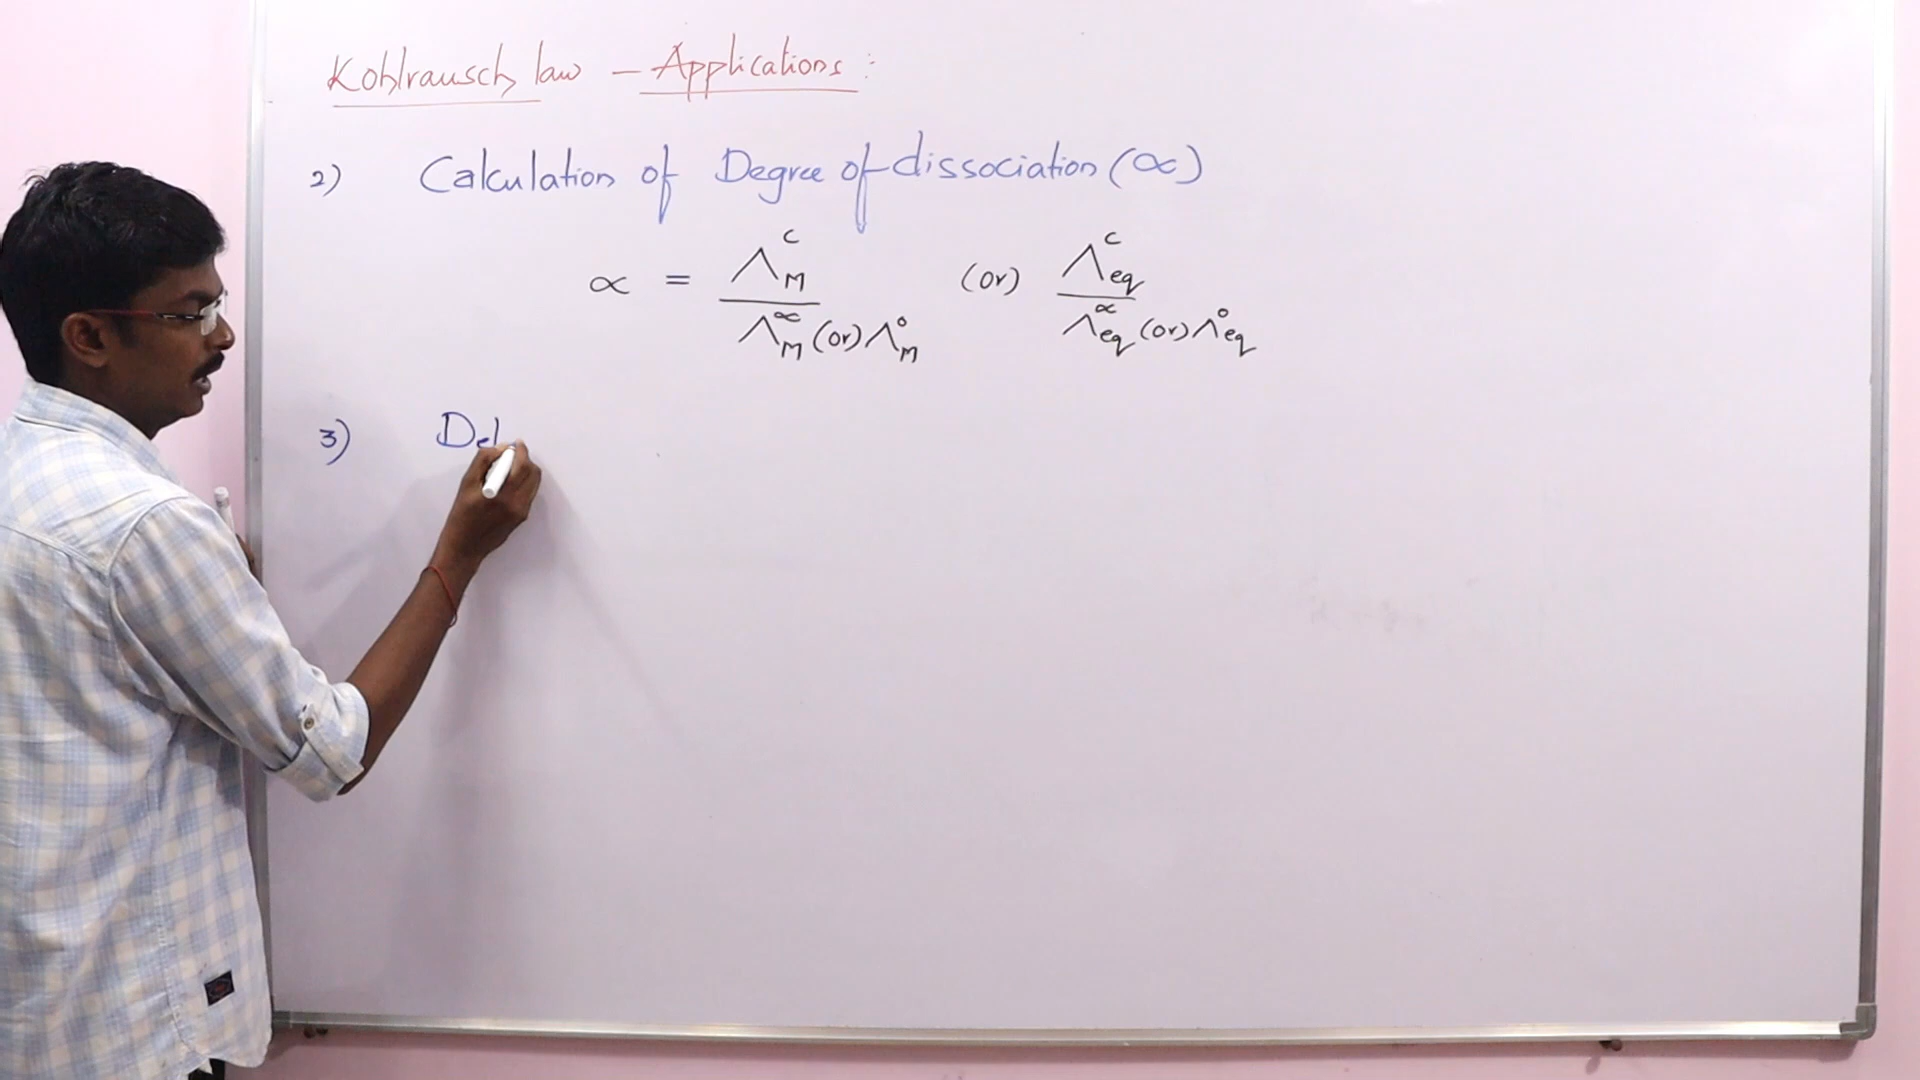 Kohlrausch law – Applications :
2) Calculation of Degree of dissociation (∝)
∝ = Λ^c_M / Λ^∝_M (or) Λ°_M (or) Λ^c_eq / Λ^∝_eq (or) Λ°_eq
3) Det